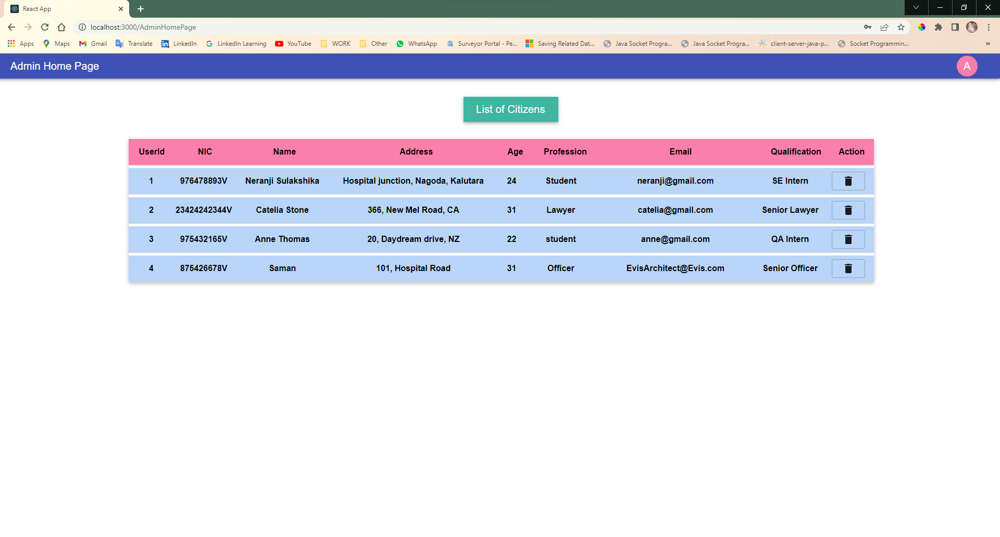 React App
localhost:3000/AdminHomePage
Apps Maps Gmail Translate LinkedIn LinkedIn Learning YouTube WORK Other WhatsApp Surveyor Portal - Pe... Saving Related Dat... Java Socket Progra... Java Socket Progra... client-server-java-p... Socket Programmin... »
Admin Home Page A
List of Citizens
UserId NIC Name Address Age Profession Email Qualification Action
1 976478893V Neranji Sulakshika Hospital junction, Nagoda, Kalutara 24 Student neranji@gmail.com SE Intern
2 23424242344V Catelia Stone 366, New Mel Road, CA 31 Lawyer catelia@gmail.com Senior Lawyer
3 975432165V Anne Thomas 20, Daydream drive, NZ 22 student anne@gmail.com QA Intern
4 875426678V Saman 101, Hospital Road 31 Officer EvisArchitect@Evis.com Senior Officer